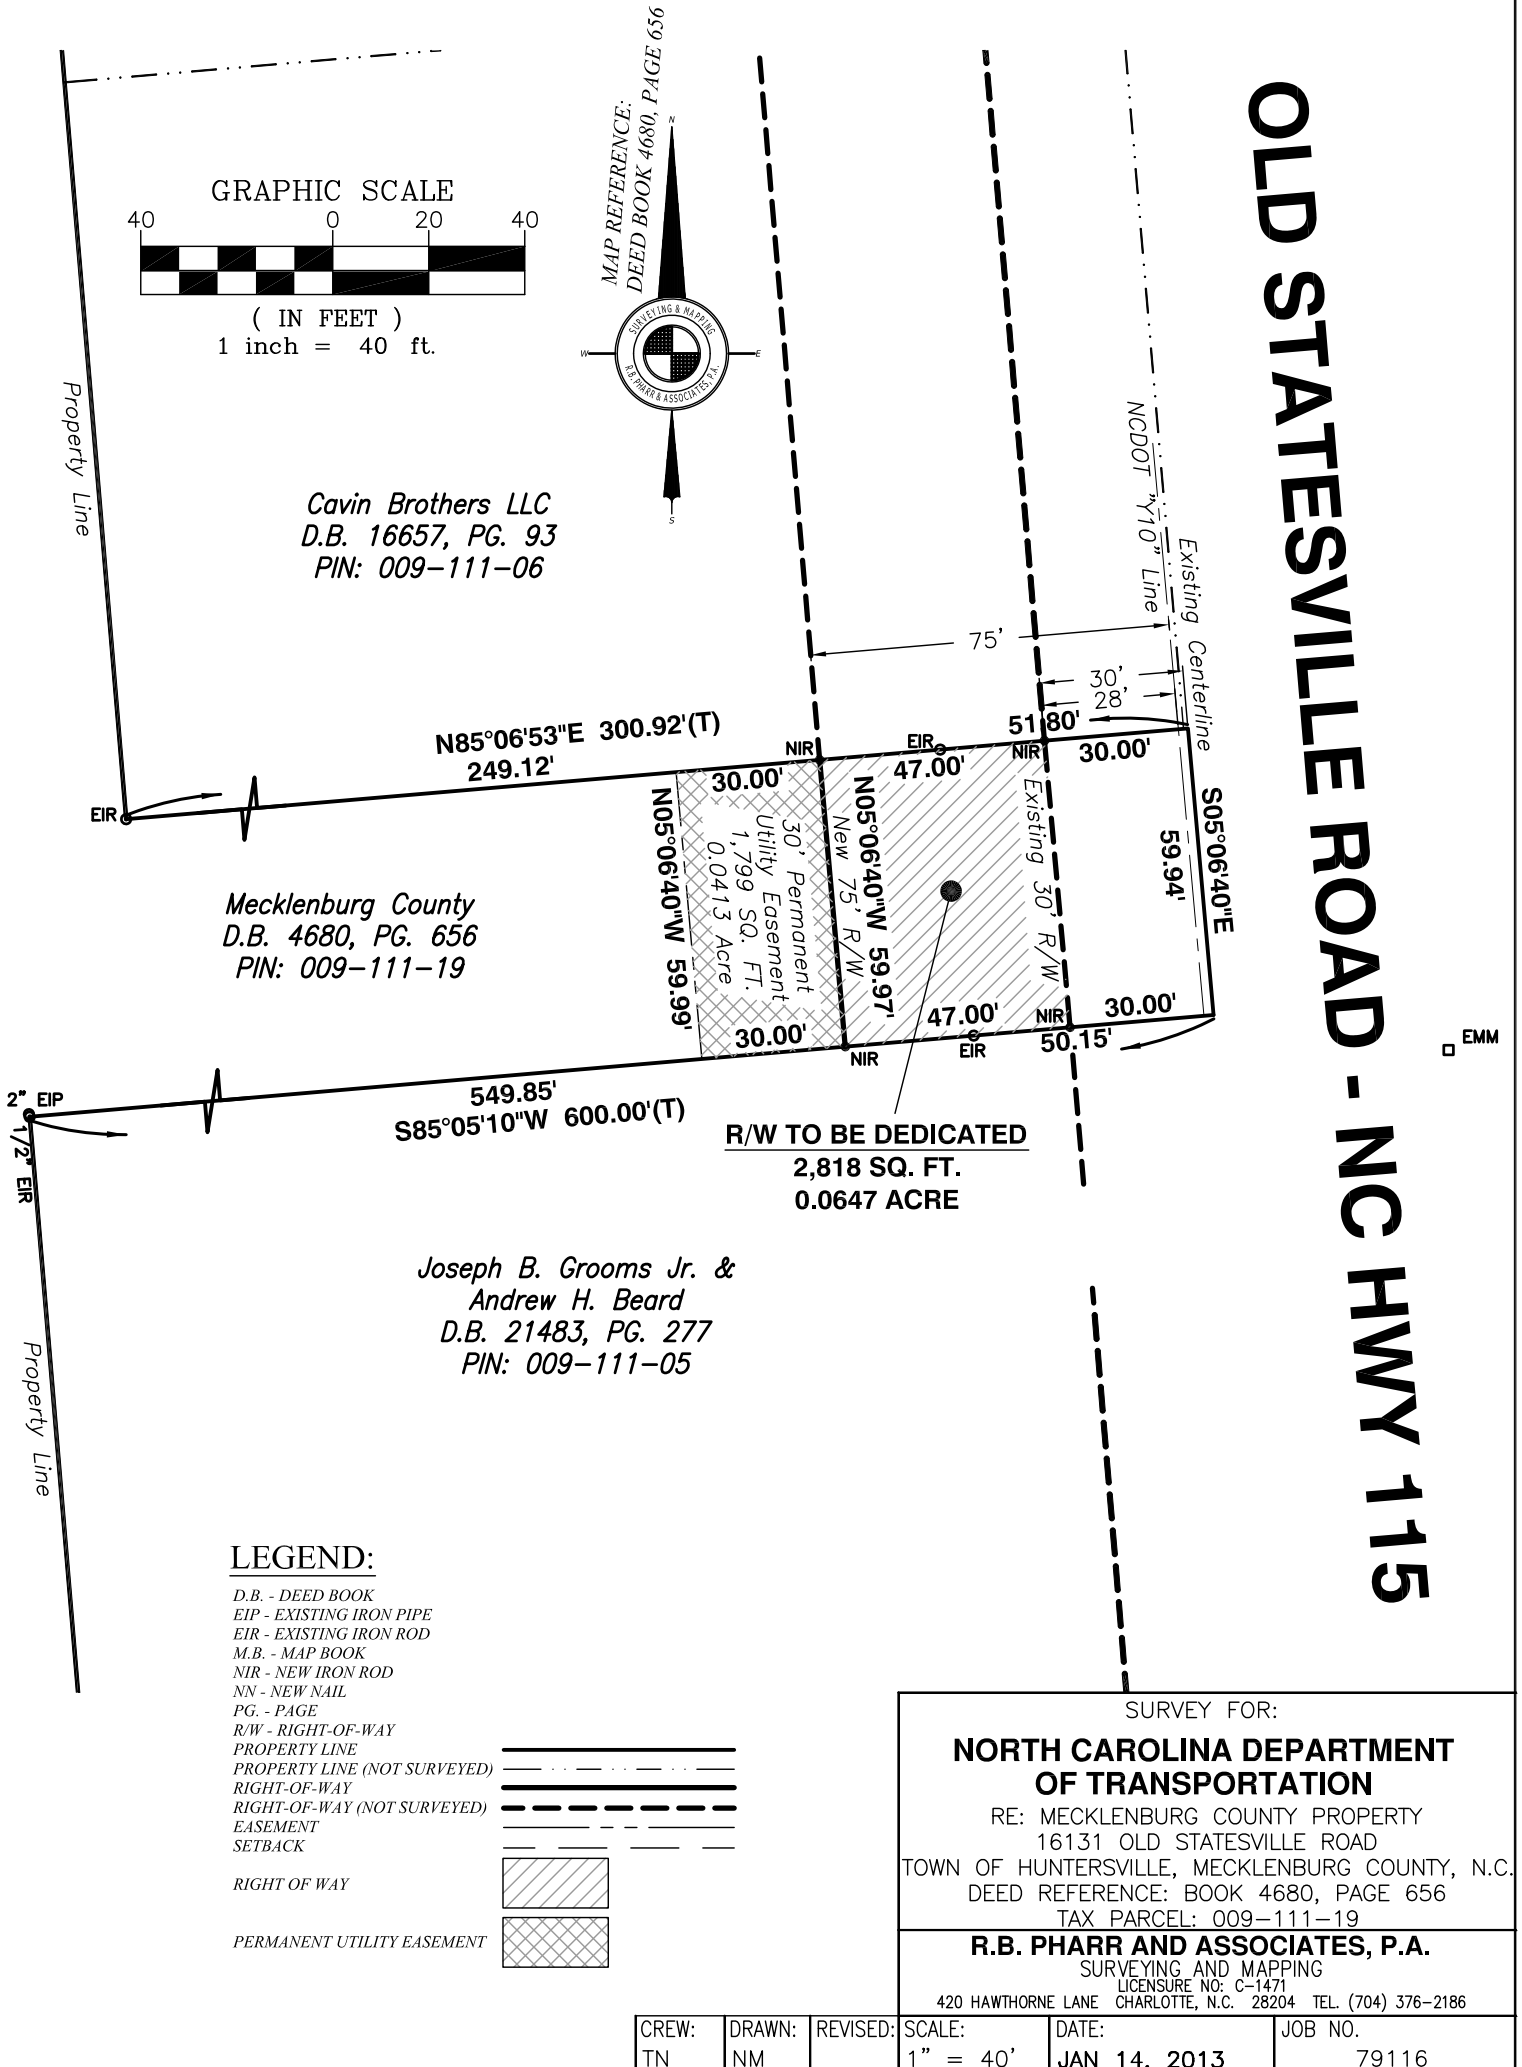 MAP REFERENCE:
DEED BOOK 4680, PAGE 656
GRAPHIC SCALE
40 0 20 40
( IN FEET )
1 inch = 40 ft.
N
W
E
S
SURVEYING & MAPPING
R.B. PHARR & ASSOCIATES, P.A.
OLD STATESVILLE ROAD - NC HWY 115
Property Line
Cavin Brothers LLC
D.B. 16657, PG. 93
PIN: 009-111-06
NCDOT "Y10" Line
Existing Centerline
75'
30'
28'
N85°06'53"E 300.92'(T)
249.12'
NIR
EIR
51.80'
NIR
30.00'
47.00'
30.00'
EIR
N05°06'40"W 59.99'
30' Permanent
Utility Easement
1,799 SQ. FT.
0.0413 Acre
New 75' R/W
N05°06'40"W 59.97'
Existing 30' R/W
S05°06'40"E
59.94'
Mecklenburg County
D.B. 4680, PG. 656
PIN: 009-111-19
30.00'
47.00'
NIR
30.00'
NIR
EIR
50.15'
EMM
2" EIP
1/2" EIR
549.85'
S85°05'10"W 600.00'(T)
R/W TO BE DEDICATED
2,818 SQ. FT.
0.0647 ACRE
Joseph B. Grooms Jr. &
Andrew H. Beard
D.B. 21483, PG. 277
PIN: 009-111-05
Property Line
LEGEND:
D.B. - DEED BOOK
EIP - EXISTING IRON PIPE
EIR - EXISTING IRON ROD
M.B. - MAP BOOK
NIR - NEW IRON ROD
NN - NEW NAIL
PG. - PAGE
R/W - RIGHT-OF-WAY
PROPERTY LINE
PROPERTY LINE (NOT SURVEYED)
RIGHT-OF-WAY
RIGHT-OF-WAY (NOT SURVEYED)
EASEMENT
SETBACK
RIGHT OF WAY
PERMANENT UTILITY EASEMENT
SURVEY FOR:
NORTH CAROLINA DEPARTMENT
OF TRANSPORTATION
RE: MECKLENBURG COUNTY PROPERTY
16131 OLD STATESVILLE ROAD
TOWN OF HUNTERSVILLE, MECKLENBURG COUNTY, N.C.
DEED REFERENCE: BOOK 4680, PAGE 656
TAX PARCEL: 009-111-19
R.B. PHARR AND ASSOCIATES, P.A.
SURVEYING AND MAPPING
LICENSURE NO: C-1471
420 HAWTHORNE LANE CHARLOTTE, N.C. 28204 TEL. (704) 376-2186
CREW: DRAWN: REVISED: SCALE: DATE: JOB NO.
TN NM 1" = 40' JAN 14, 2013 79116